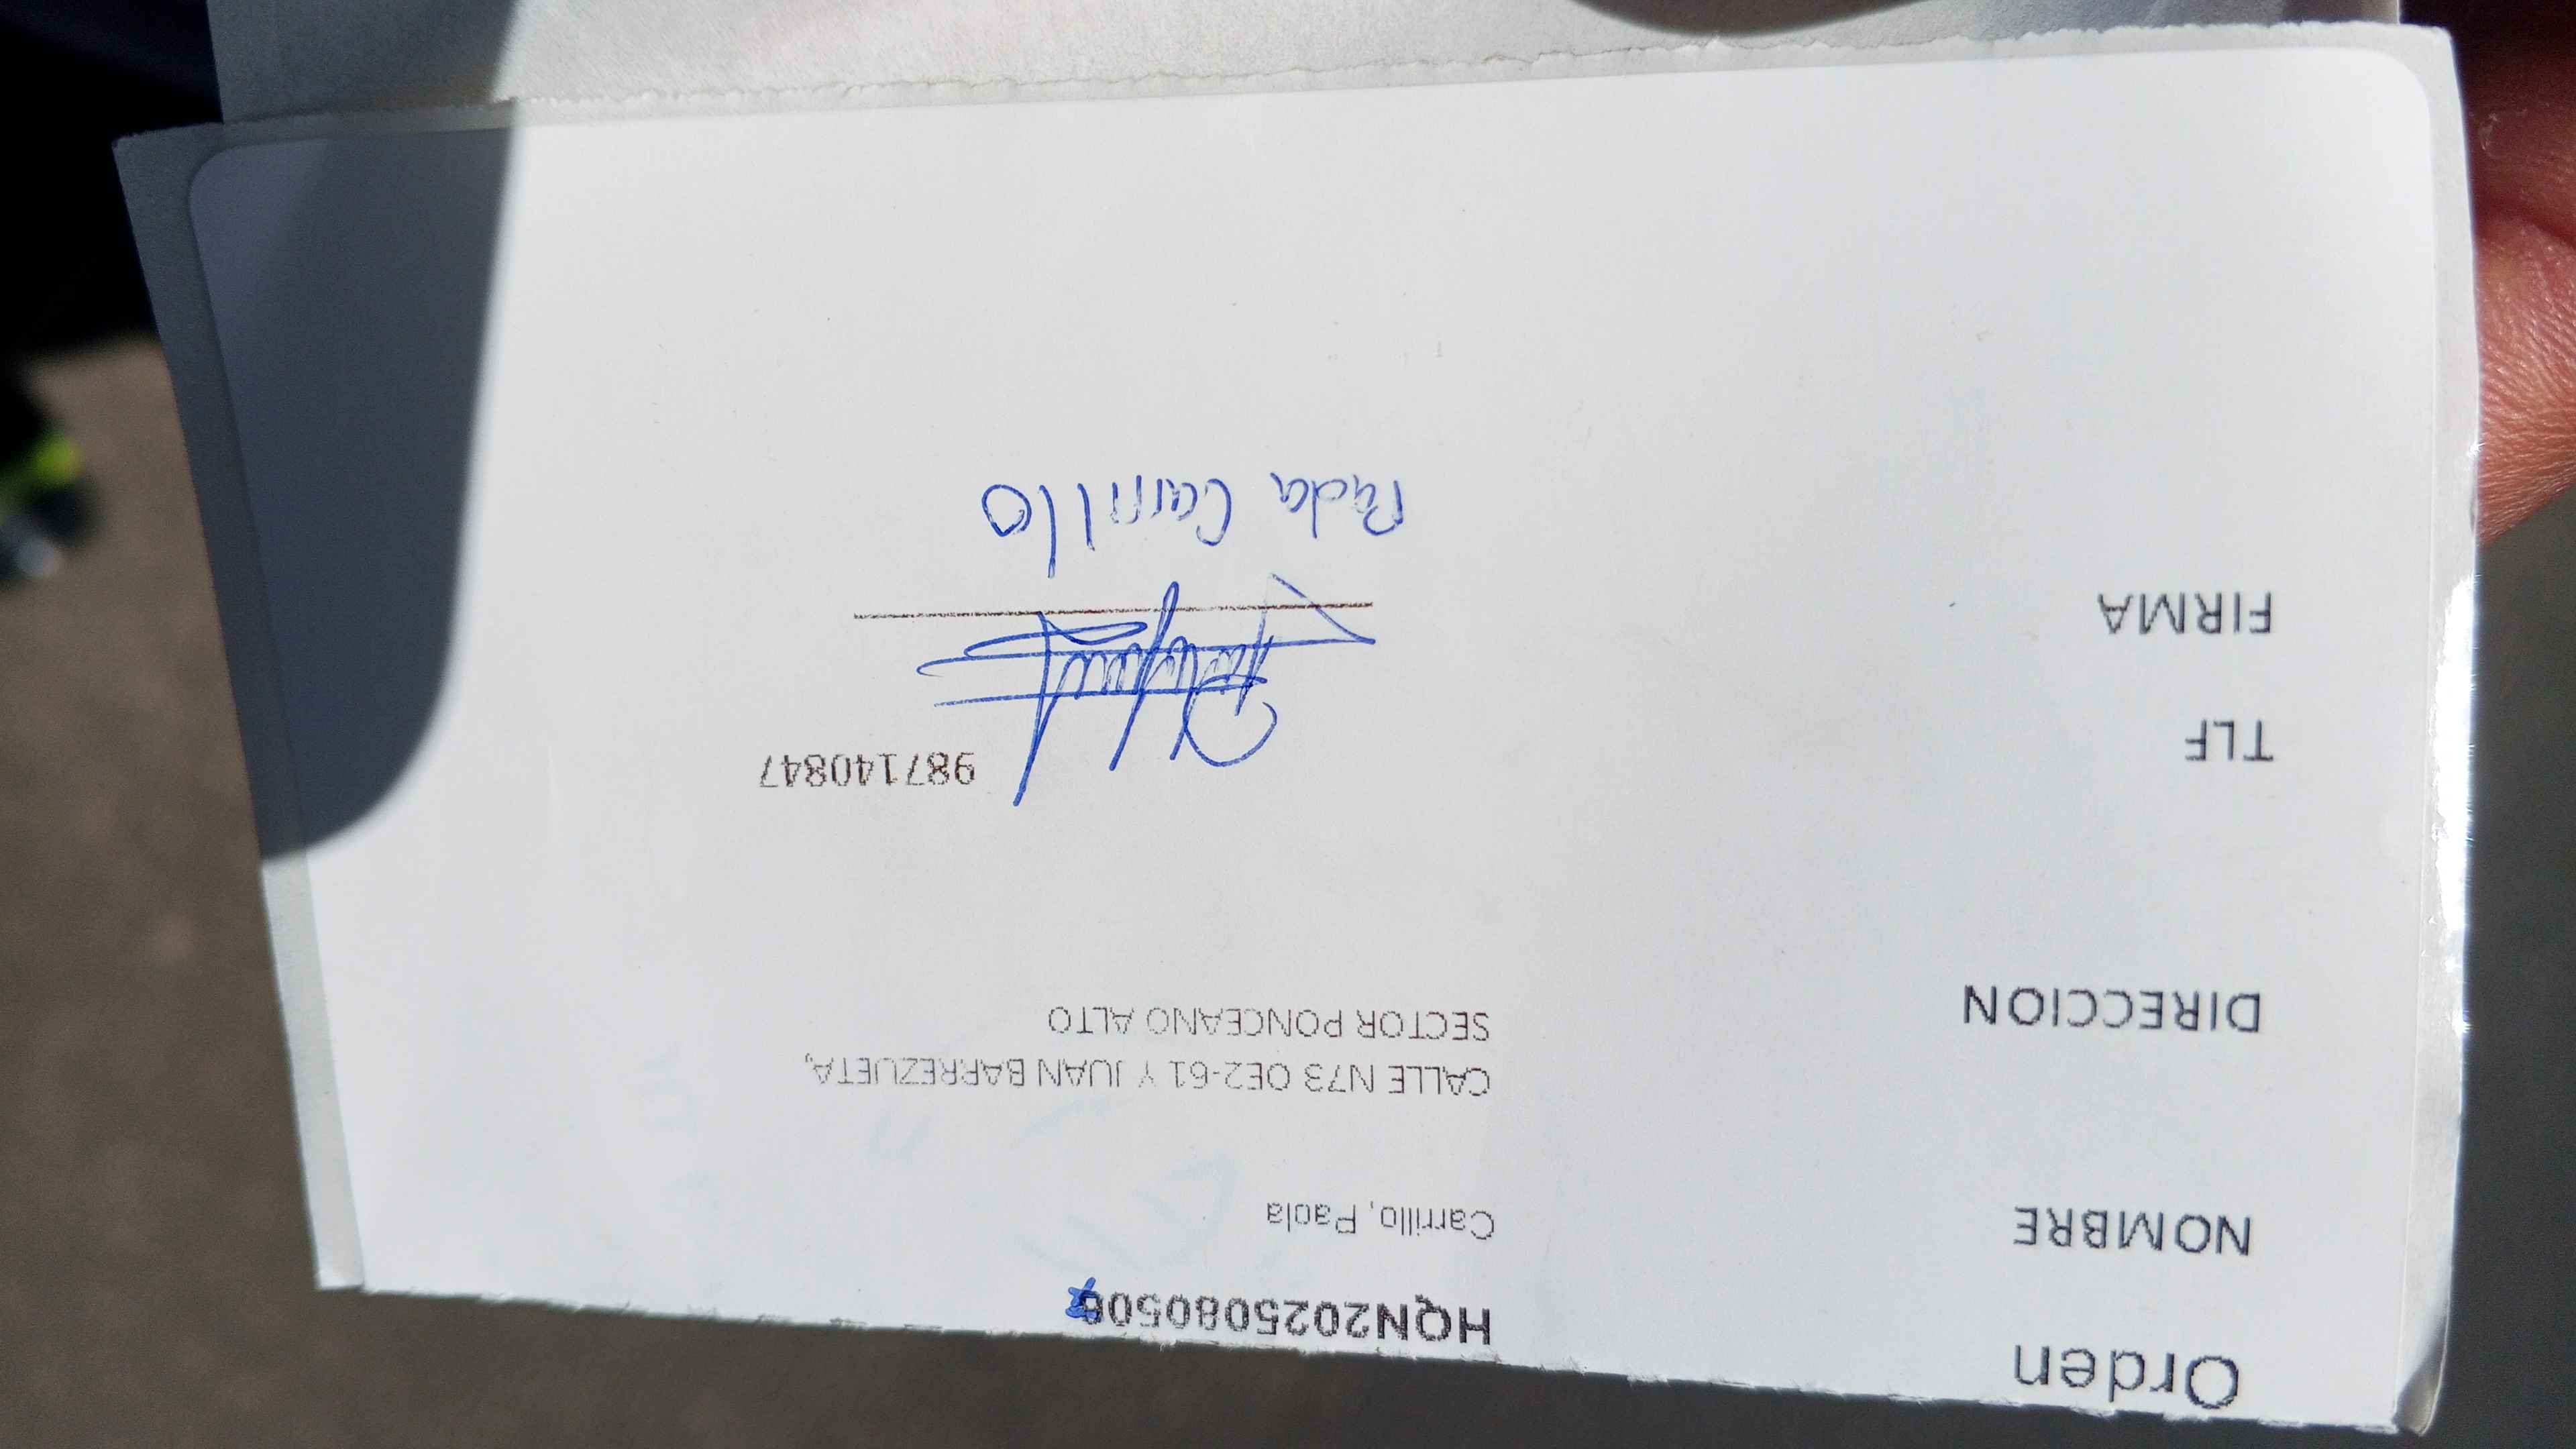 Orden
HQN2025080506
NOMBRE Carrillo, Paola
DIRECCION CALLE N73 OE2-61 Y JUAN BARREZUETA,
SECTOR PONCEANO ALTO
TLF 987140847
FIRMA
Paola Carrillo